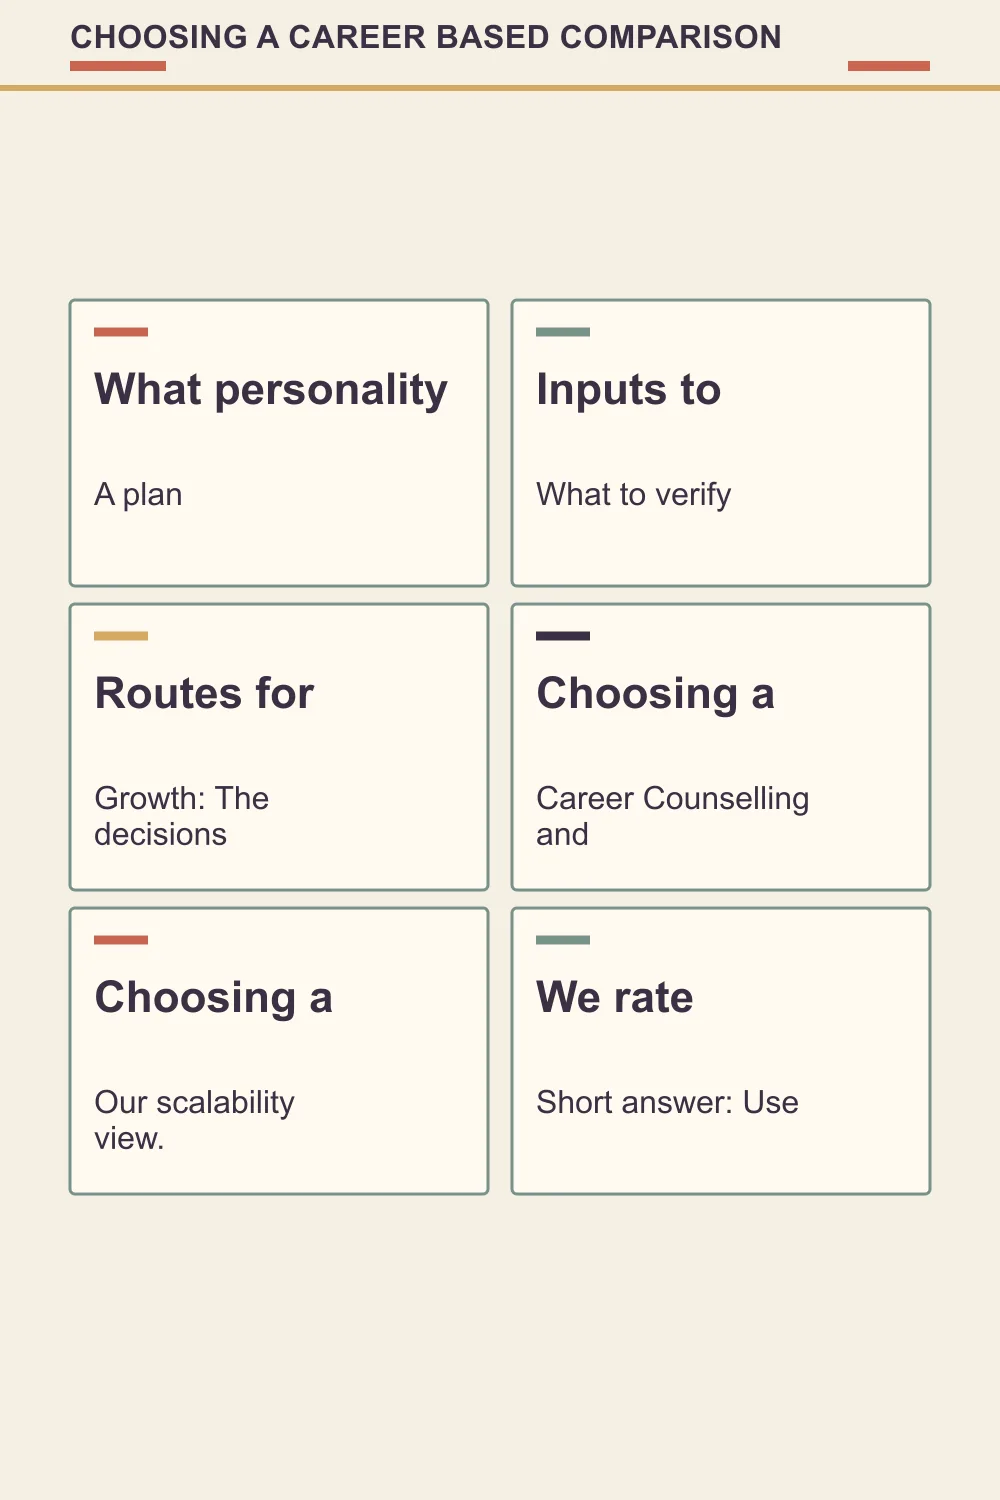 CHOOSING A CAREER BASED COMPARISON
What personality
A plan
Inputs to
What to verify
Routes for
Growth: The
decisions
Choosing a
Career Counselling
and
Choosing a
Our scalability
view.
We rate
Short answer: Use